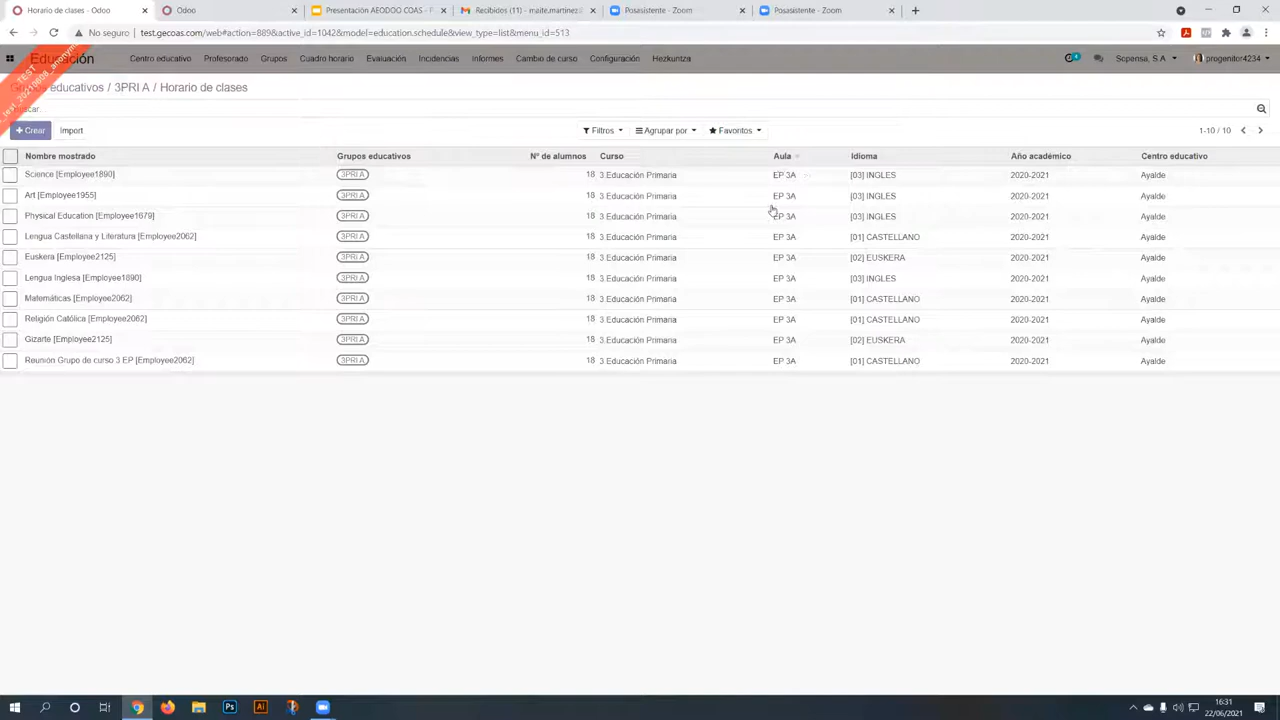 Horario de clases - Odoo
Odoo
Presentación AEODOO COAS - P
Recibidos (11) - maite.martinez@
Posasistente - Zoom
Posasistente - Zoom
No seguro | test.gecoas.com/web#action=889&active_id=1042&model=education.schedule&view_type=list&menu_id=513
Educación Centro educativo Profesorado Grupos Cuadro horario Evaluación Incidencias Informes Cambio de curso Configuración Hezkuntza Sopensa, S.A progenitor4234
TEST
Grupos educativos / 3PRI A / Horario de clases
Buscar...
+ Crear Import Filtros Agrupar por Favoritos 1-10 / 10
Nombre mostrado Grupos educativos Nº de alumnos Curso Aula Idioma Año académico Centro educativo
Science [Employee1890] 3PRI A 18 3 Educación Primaria EP 3A [03] INGLES 2020-2021 Ayalde
Art [Employee1955] 3PRI A 18 3 Educación Primaria EP 3A [03] INGLES 2020-2021 Ayalde
Physical Education [Employee1679] 3PRI A 18 3 Educación Primaria EP 3A [03] INGLES 2020-2021 Ayalde
Lengua Castellana y Literatura [Employee2062] 3PRI A 18 3 Educación Primaria EP 3A [01] CASTELLANO 2020-2021 Ayalde
Euskera [Employee2125] 3PRI A 18 3 Educación Primaria EP 3A [02] EUSKERA 2020-2021 Ayalde
Lengua Inglesa [Employee1890] 3PRI A 18 3 Educación Primaria EP 3A [03] INGLES 2020-2021 Ayalde
Matemáticas [Employee2062] 3PRI A 18 3 Educación Primaria EP 3A [01] CASTELLANO 2020-2021 Ayalde
Religión Católica [Employee2062] 3PRI A 18 3 Educación Primaria EP 3A [01] CASTELLANO 2020-2021 Ayalde
Gizarte [Employee2125] 3PRI A 18 3 Educación Primaria EP 3A [02] EUSKERA 2020-2021 Ayalde
Reunión Grupo de curso 3 EP [Employee2062] 3PRI A 18 3 Educación Primaria EP 3A [01] CASTELLANO 2020-2021 Ayalde
16:31
22/06/2021